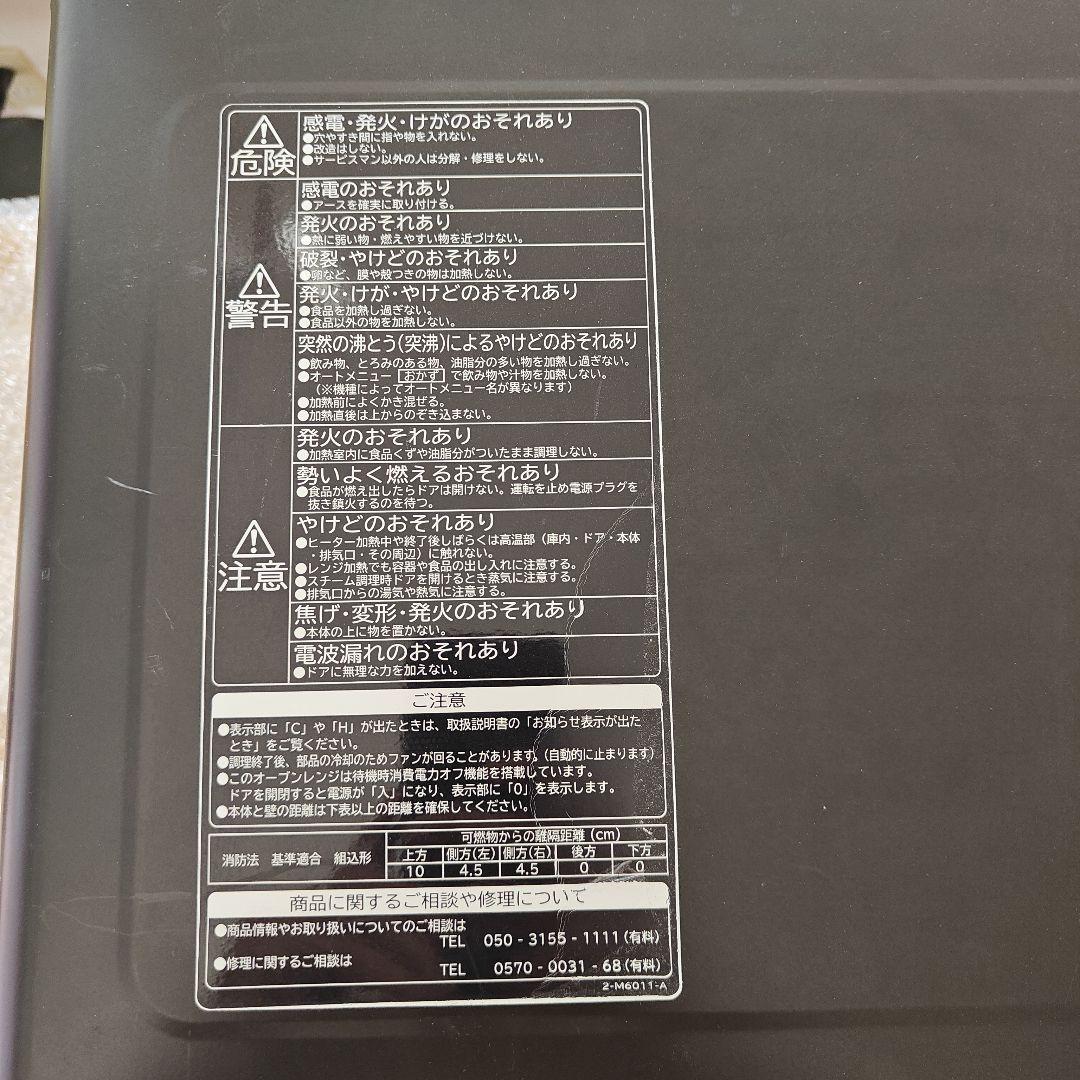 危険
感電・発火・けがのおそれあり
●穴やすき間に指や物を入れない。
●改造はしない。
●サービスマン以外の人は分解・修理をしない。
警告
感電のおそれあり
●アースを確実に取り付ける。
発火のおそれあり
●熱に弱い物・燃えやすい物を近づけない。
破裂・やけどのおそれあり
●卵など、膜や殻つきの物は加熱しない。
発火・けが・やけどのおそれあり
●食品を加熱し過ぎない。
●食品以外の物を加熱しない。
突然の沸とう(突沸)によるやけどのおそれあり
●飲み物、とろみのある物、油脂分の多い物を加熱し過ぎない。
●オートメニュー おかず で飲み物や汁物を加熱しない。
(※機種によってオートメニュー名が異なります)
●加熱前によくかき混ぜる。
●加熱直後は上からのぞき込まない。
注意
発火のおそれあり
●加熱室内に食品くずや油脂分がついたまま調理しない。
勢いよく燃えるおそれあり
●食品が燃え出したらドアは開けない。運転を止め電源プラグを
抜き鎮火するのを待つ。
やけどのおそれあり
●ヒーター加熱中や終了後しばらくは高温部(庫内・ドア・本体
・排気口・その周辺)に触れない。
●レンジ加熱でも容器や食品の出し入れに注意する。
●スチーム調理時ドアを開けるとき蒸気に注意する。
●排気口からの湯気や熱気に注意する。
焦げ・変形・発火のおそれあり
●本体の上に物を置かない。
電波漏れのおそれあり
●ドアに無理な力を加えない。
ご注意
●表示部に「C」や「H」が出たときは、取扱説明書の「お知らせ表示が出た
とき」をご覧ください。
●調理終了後、部品の冷却のためファンが回ることがあります。(自動的に止まります)
●このオーブンレンジは待機時消費電力オフ機能を搭載しています。
ドアを開閉すると電源が「入」になり、表示部に「0」を表示します。
●本体と壁の距離は下表以上の距離を確保してください。
消防法 基準適合 組込形
可燃物からの離隔距離(cm)
上方 側方(左) 側方(右) 後方 下方
10 4.5 4.5 0 0
商品に関するご相談や修理について
●商品情報やお取り扱いについてのご相談は
TEL 050-3155-1111(有料)
●修理に関するご相談は
TEL 0570-0031-68(有料)
2-M6011-A